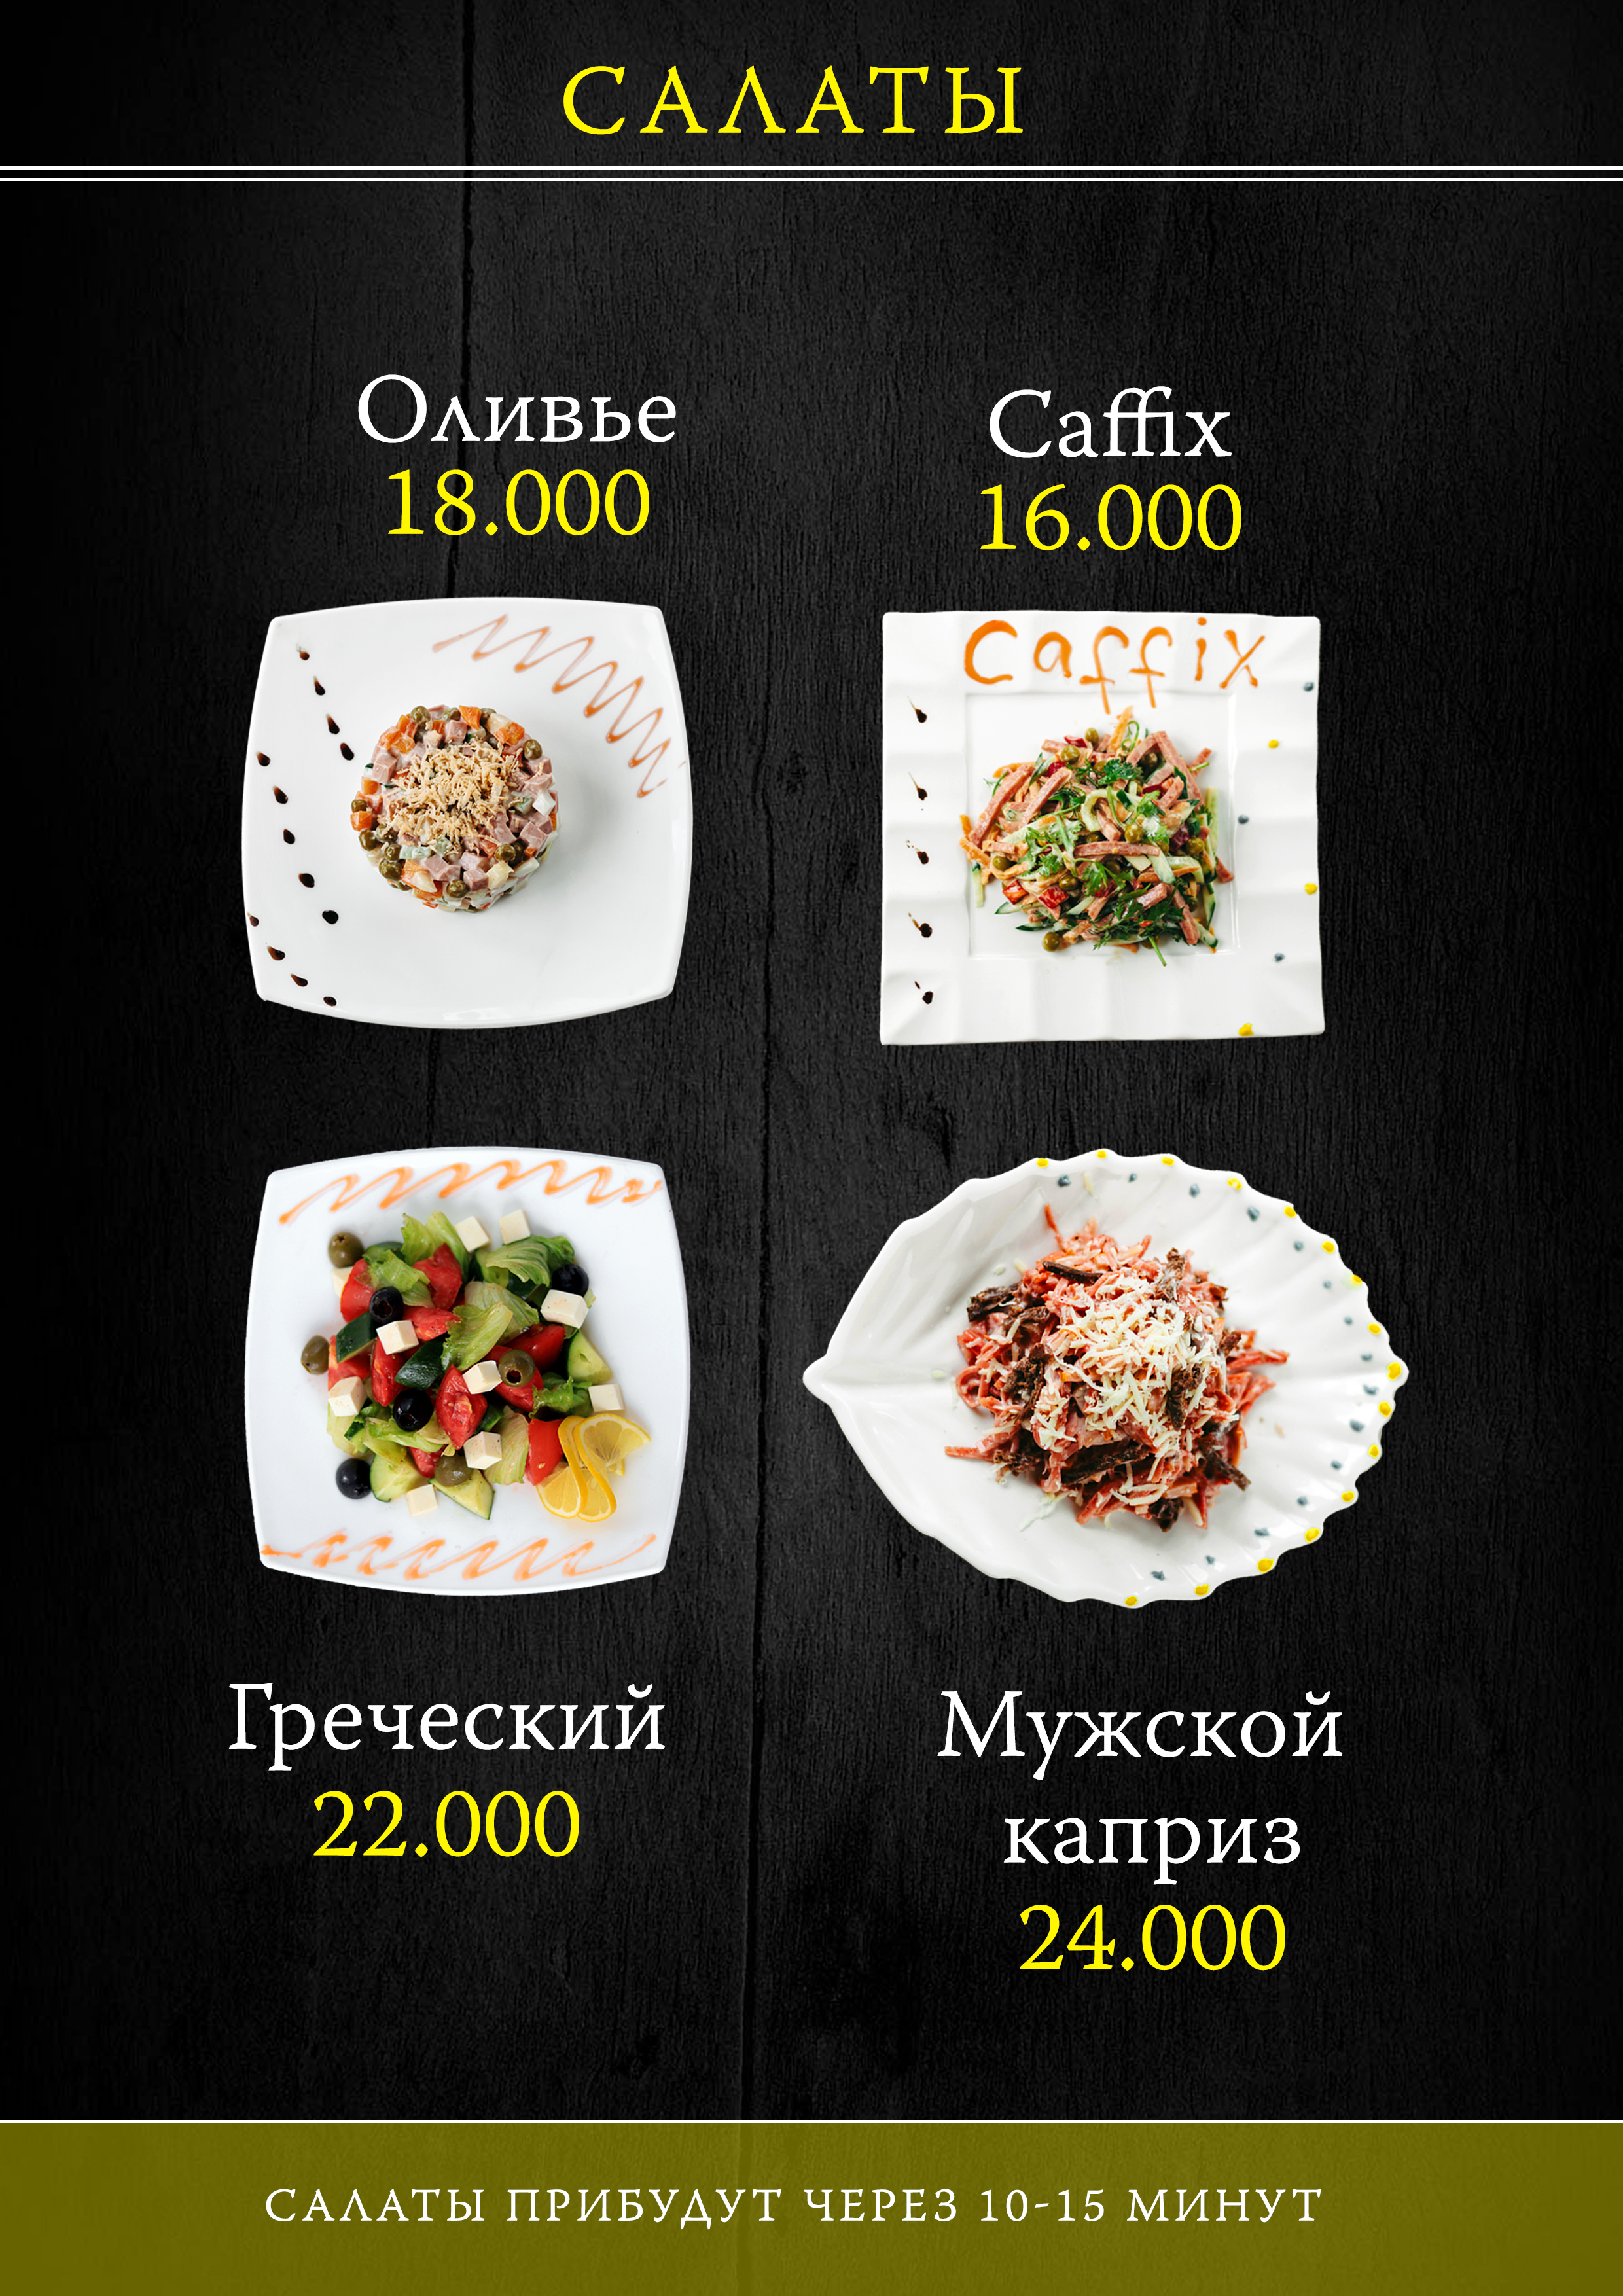 САЛАТЫ
Оливье
18.000
Caffix
16.000
caffix
Греческий
22.000
Мужской
каприз
24.000
САЛАТЫ ПРИБУДУТ ЧЕРЕЗ 10-15 МИНУТ